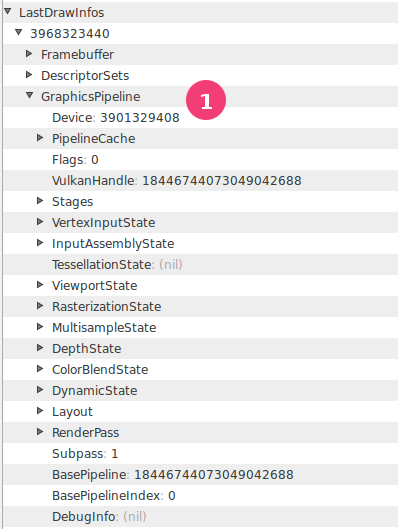 LastDrawInfos
3968323440
Framebuffer
DescriptorSets
GraphicsPipeline
1
Device: 3901329408
PipelineCache
Flags: 0
VulkanHandle: 18446744073049042688
Stages
VertexInputState
InputAssemblyState
TessellationState: (nil)
ViewportState
RasterizationState
MultisampleState
DepthState
ColorBlendState
DynamicState
Layout
RenderPass
Subpass: 1
BasePipeline: 18446744073049042688
BasePipelineIndex: 0
DebugInfo: (nil)